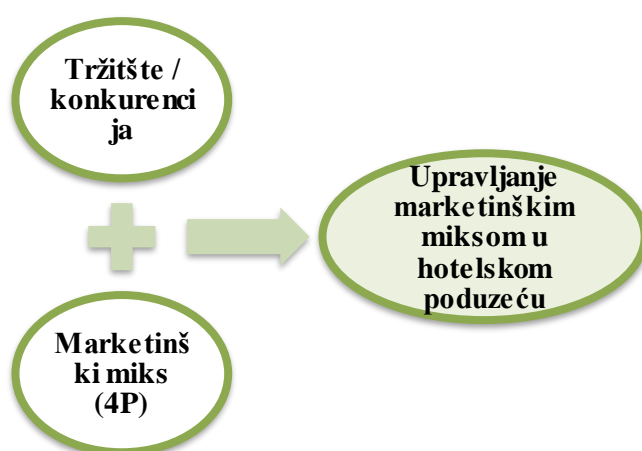 Tržitšte /
konkurenci
ja
Upravljanje
marketinškim
miksom u
hotelskom
poduzeću
Marketinš
ki miks
(4P)